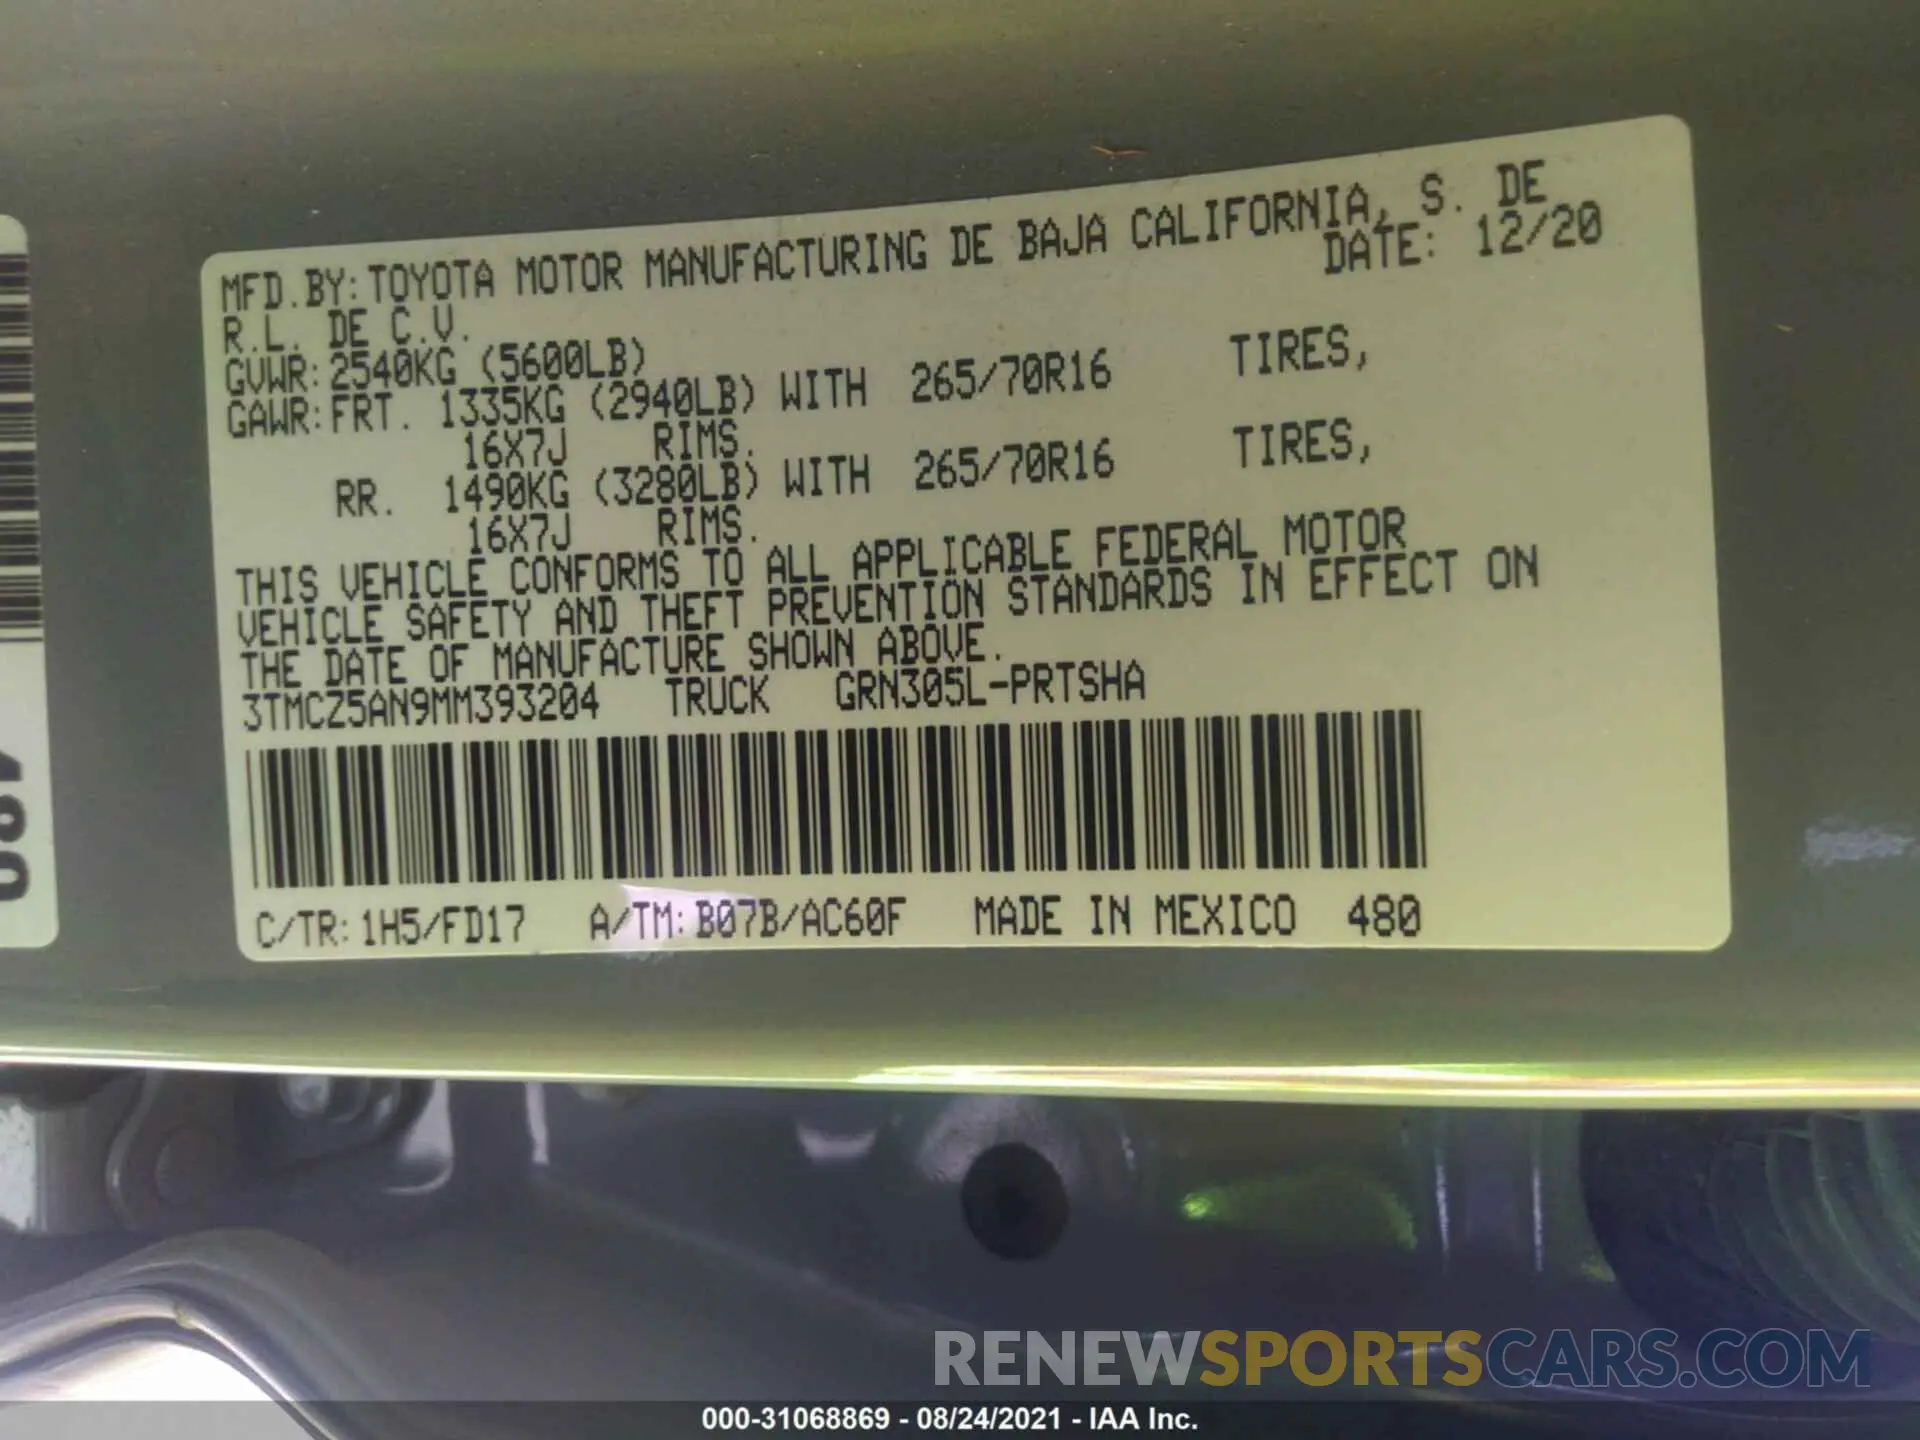 MFD.BY:TOYOTA MOTOR MANUFACTURING DE BAJA CALIFORNIA, S. DE
R.L. DE C.V. DATE: 12/20
GVWR:2540KG (5600LB)
GAWR:FRT. 1335KG (2940LB) WITH 265/70R16 TIRES,
16X7J RIMS.
RR. 1490KG (3280LB) WITH 265/70R16 TIRES,
16X7J RIMS.
THIS VEHICLE CONFORMS TO ALL APPLICABLE FEDERAL MOTOR
VEHICLE SAFETY AND THEFT PREVENTION STANDARDS IN EFFECT ON
THE DATE OF MANUFACTURE SHOWN ABOVE.
3TMCZ5AN9MM393204 TRUCK GRN305L-PRTSHA
C/TR:1H5/FD17 A/TM:B07B/AC60F MADE IN MEXICO 480
480
RENEWSPORTSCARS.COM
000-31068869 - 08/24/2021 - IAA Inc.